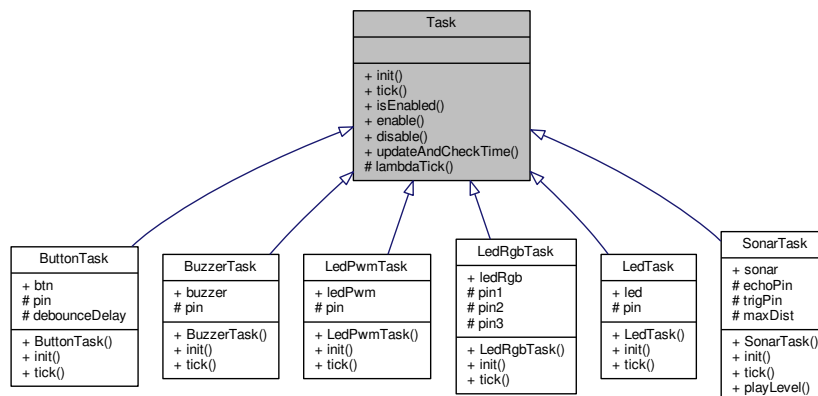 Task
+ init()
+ tick()
+ isEnabled()
+ enable()
+ disable()
+ updateAndCheckTime()
# lambdaTick()
ButtonTask
+ btn
# pin
# debounceDelay
+ ButtonTask()
+ init()
+ tick()
BuzzerTask
+ buzzer
# pin
+ BuzzerTask()
+ init()
+ tick()
LedPwmTask
+ ledPwm
# pin
+ LedPwmTask()
+ init()
+ tick()
LedRgbTask
+ ledRgb
# pin1
# pin2
# pin3
+ LedRgbTask()
+ init()
+ tick()
LedTask
+ led
# pin
+ LedTask()
+ init()
+ tick()
SonarTask
+ sonar
# echoPin
# trigPin
# maxDist
+ SonarTask()
+ init()
+ tick()
+ playLevel()